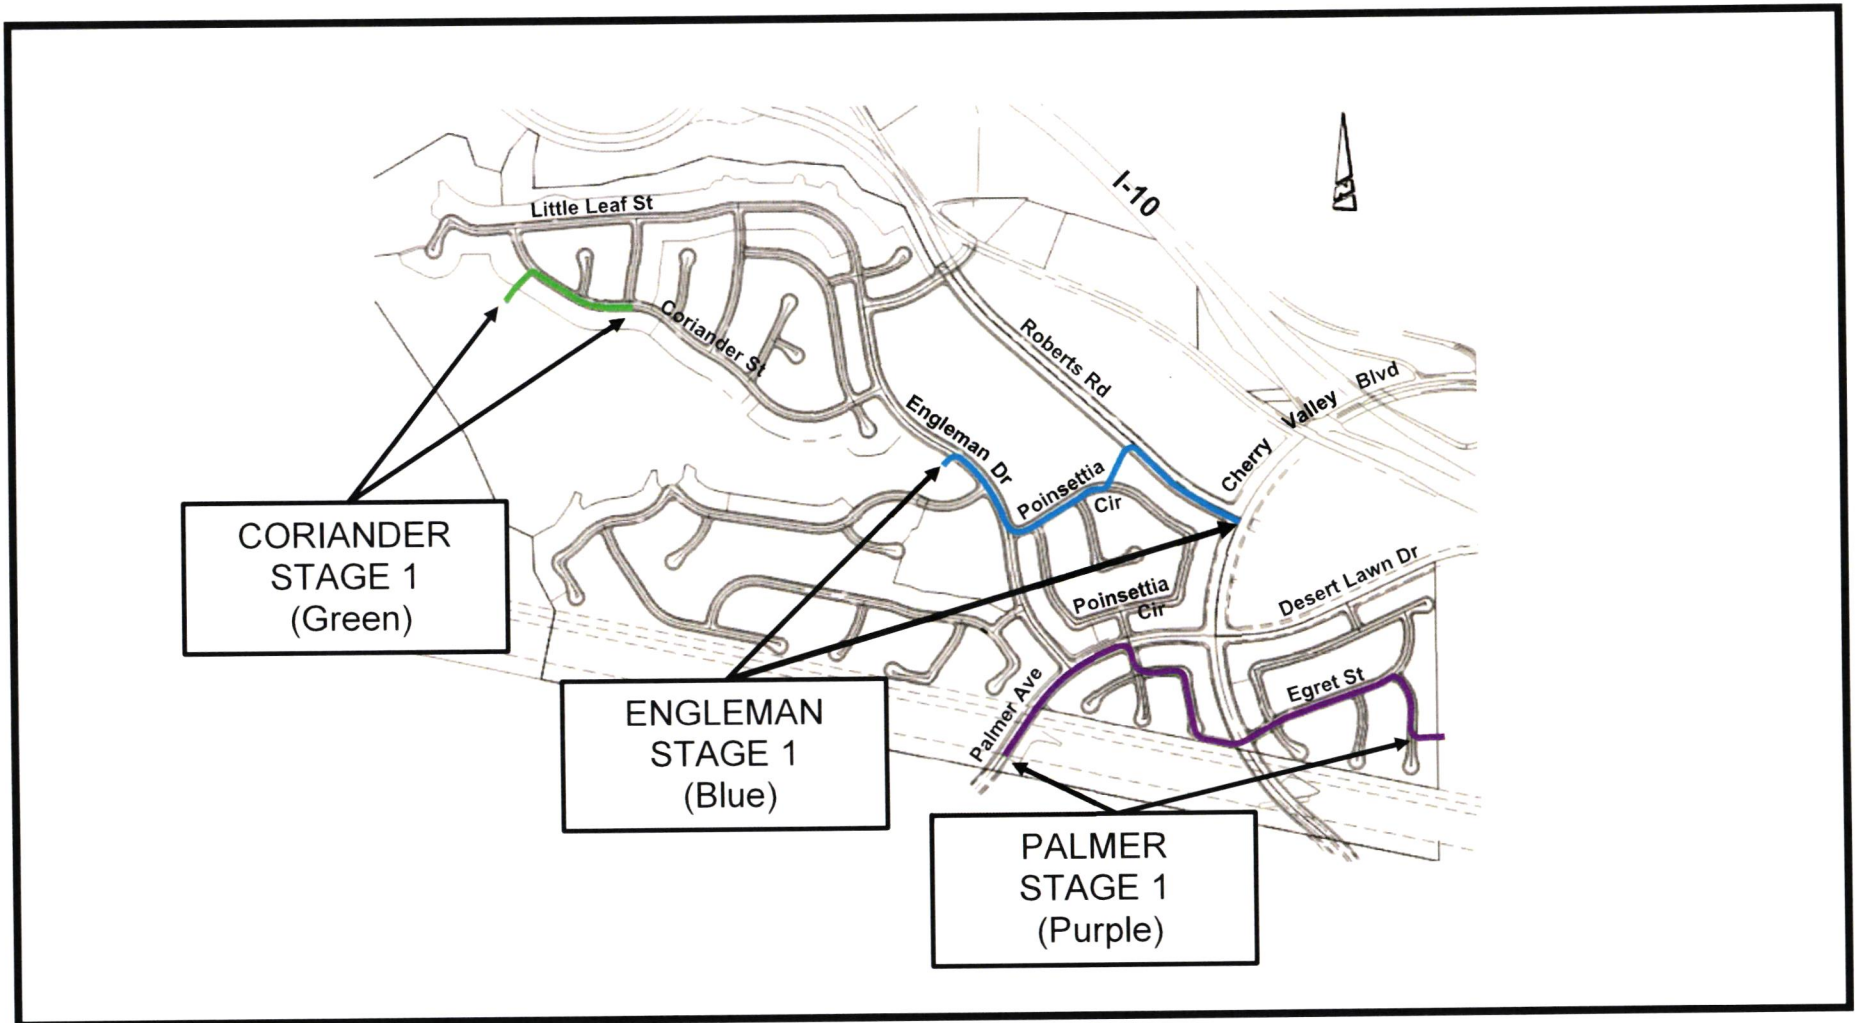 I-10
Little Leaf St
Coriander St
Roberts Rd
Cherry Valley Blvd
Engleman Dr
Poinsettia
Cir
Desert Lawn Dr
Poinsettia
Cir
Egret St
Palmer Ave
CORIANDER
STAGE 1
(Green)
ENGLEMAN
STAGE 1
(Blue)
PALMER
STAGE 1
(Purple)